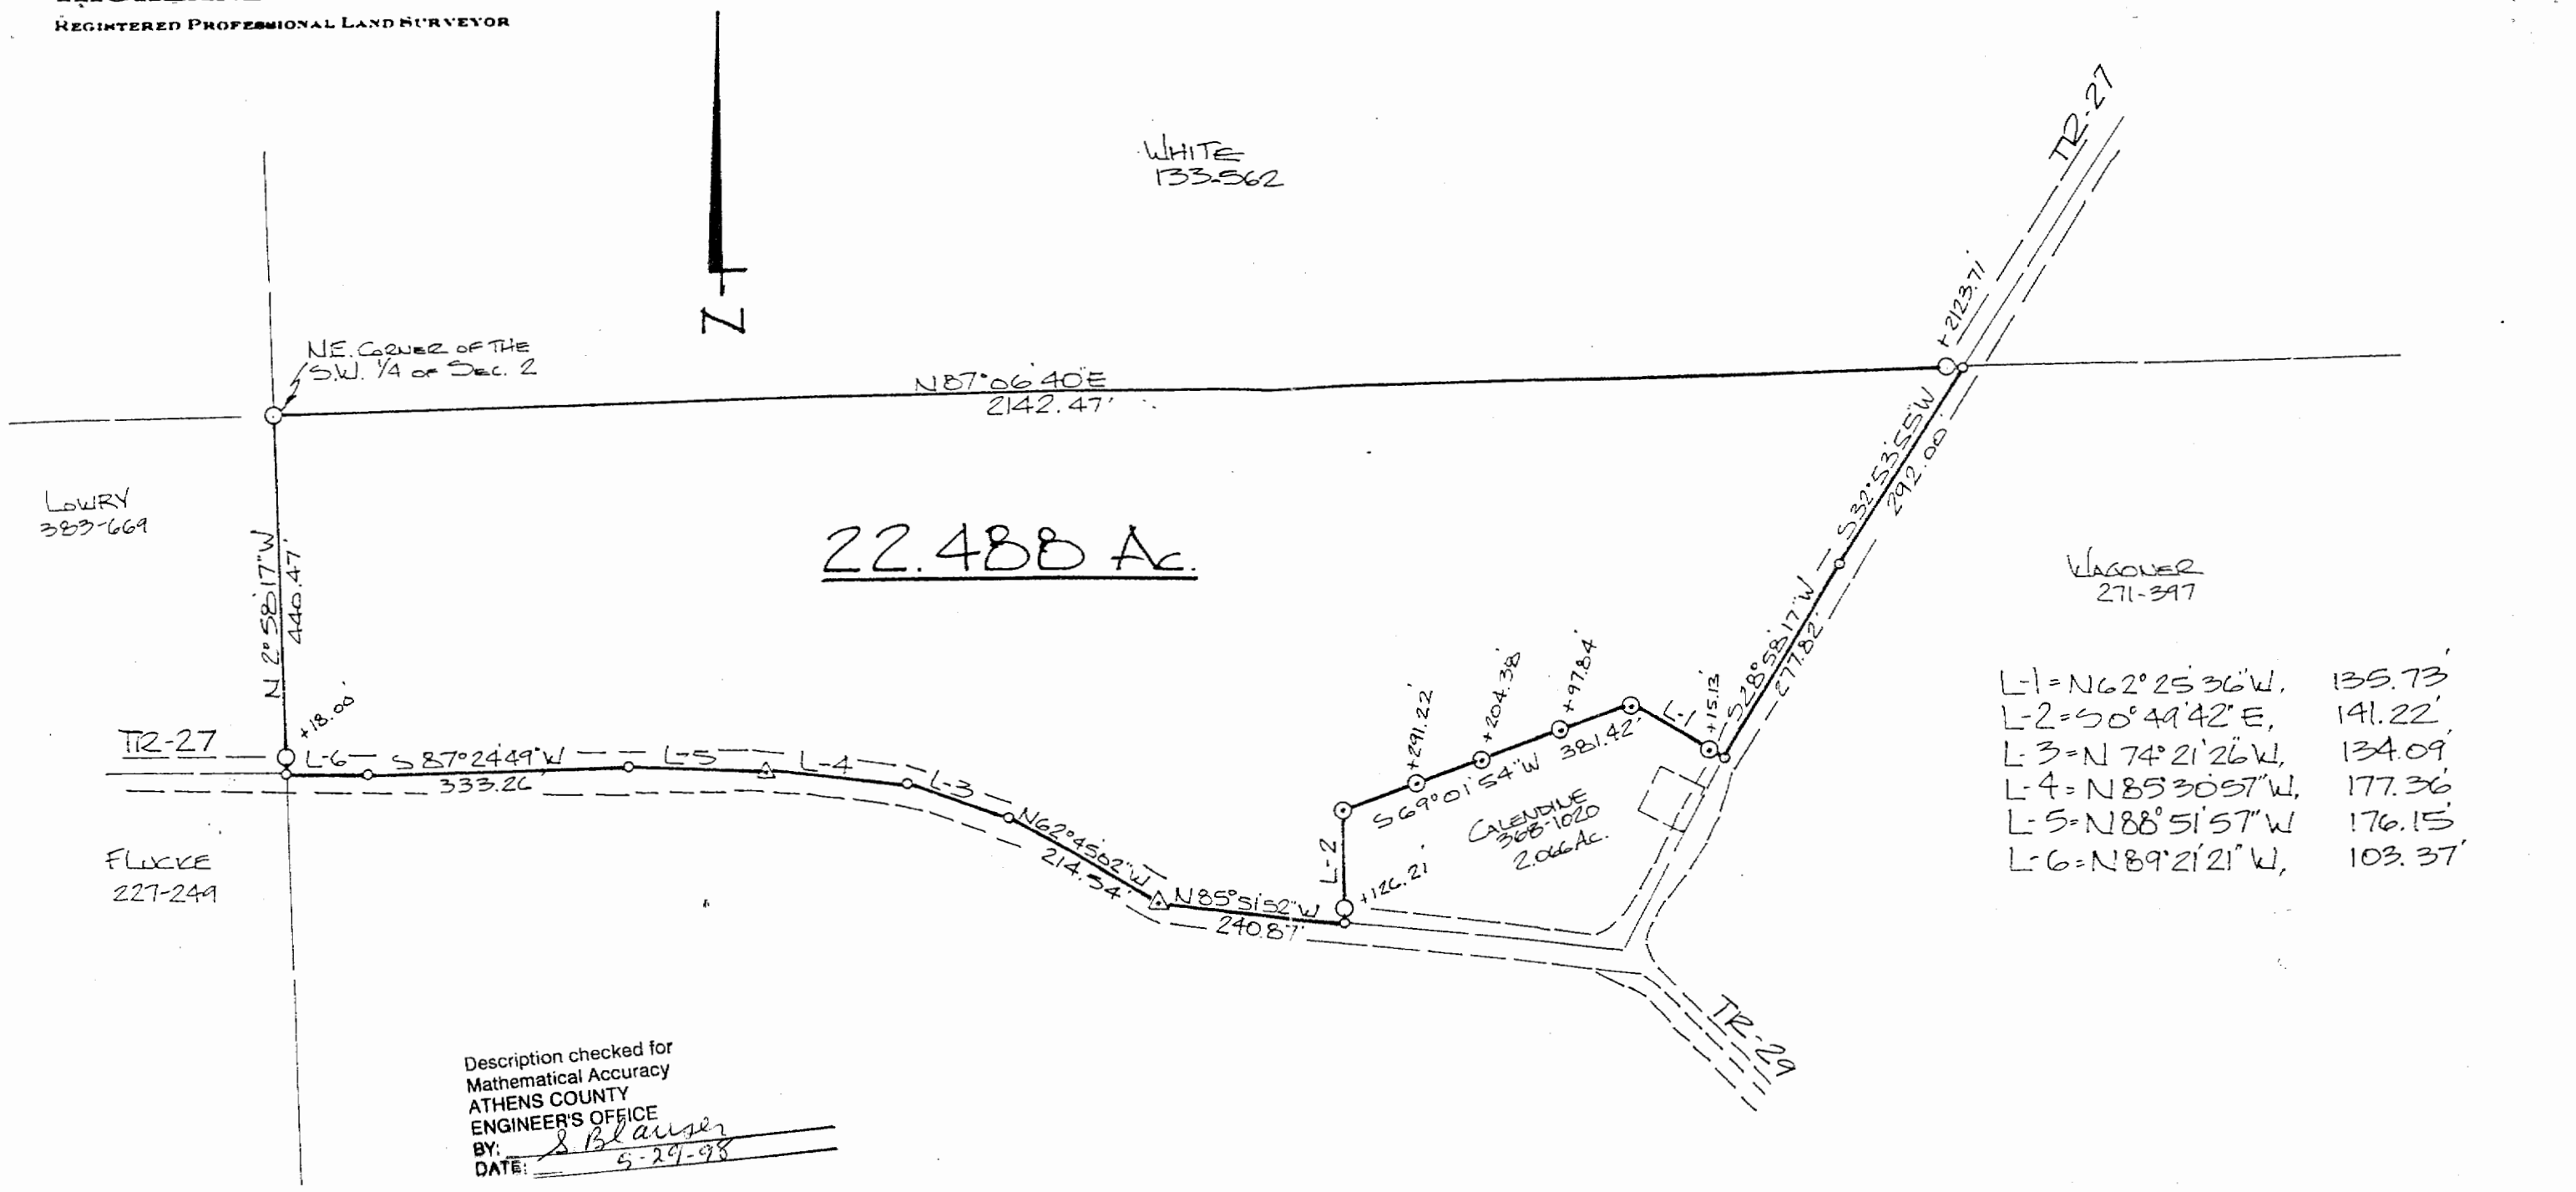 REGISTERED PROFESSIONAL LAND SURVEYOR
TR-27
WHITE
133-562
N
+2123.71'
N.E. CORNER OF THE
S.W. 1/4 OF SEC. 2
N87°06'40"E
2142.47'
S32°53'55"W
292.00'
LOWRY
383-669
22.488 Ac.
N 2°58'17"W
440.47'
WAGONER
271-397
S28°58'17"W
277.82'
+18.00'
+291.22'
+204.38'
+97.84'
+15.13'
L-1
S69°01'54"W 381.42'
CALENDINE
368-1020
2.066 Ac.
L-1=N62°25'36"W, 135.73'
L-2=S0°49'42"E, 141.22'
L-3=N74°21'26"W, 134.09'
L-4=N85°30'57"W, 177.36'
L-5=N88°51'57"W 176.15'
L-6=N89°21'21"W, 103.37'
TR-27
L-6
S87°24'49"W
333.26'
L-5
L-4
L-3
N62°45'02"W
214.54'
L-2
+126.21'
N85°51'52"W
240.87'
FLUCKE
227-249
TR-29
Description checked for
Mathematical Accuracy
ATHENS COUNTY
ENGINEER'S OFFICE
BY: S. Blauser
DATE: 5-29-98